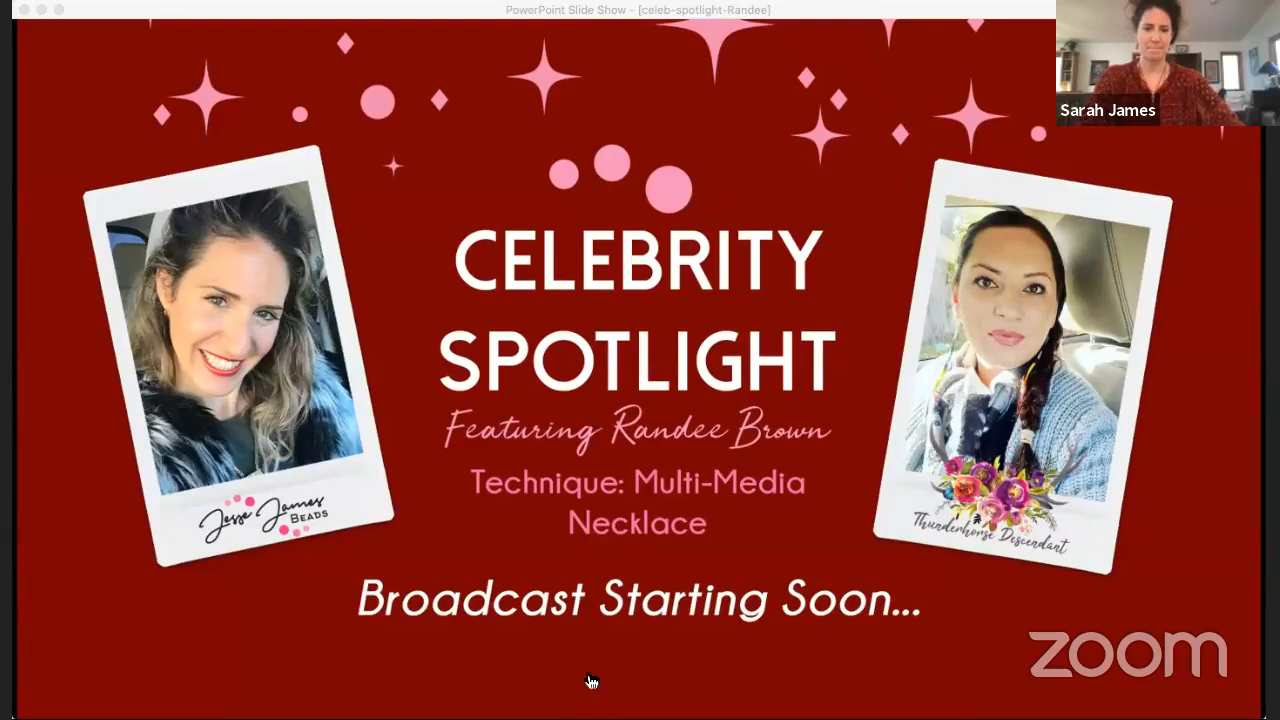 PowerPoint Slide Show - [celeb-spotlight-Randee]
Sarah James
CELEBRITY
SPOTLIGHT
Featuring Randee Brown
Technique: Multi-Media
Necklace
Jesse James
BEADS
Thunderhorse Descendant
Broadcast Starting Soon...
zoom